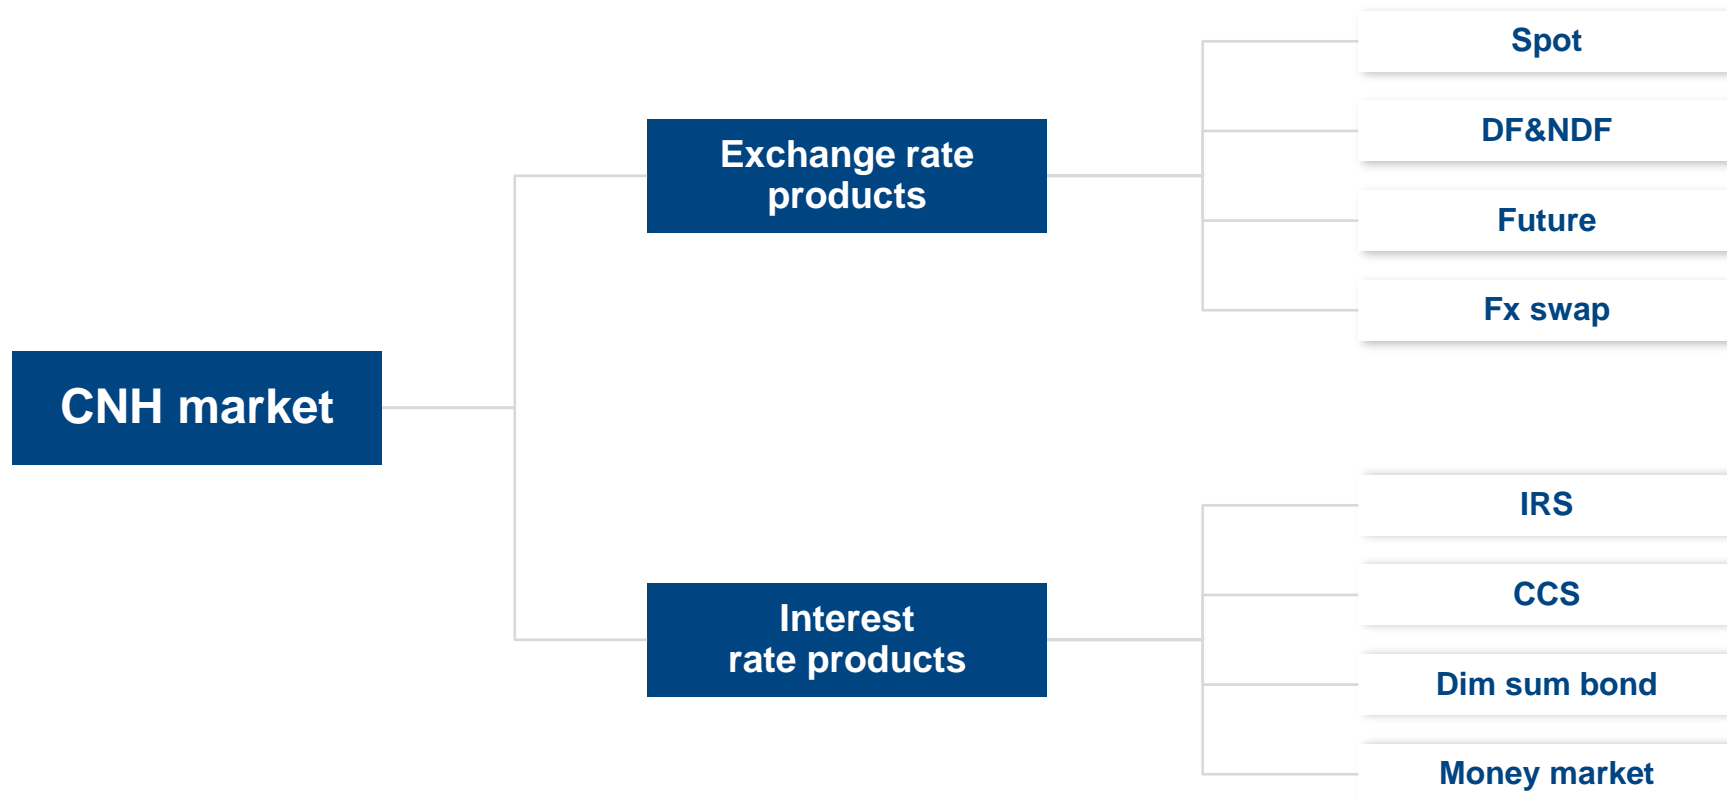 CNH market
Exchange rate
products
Spot
DF&NDF
Future
Fx swap
Interest
rate products
IRS
CCS
Dim sum bond
Money market